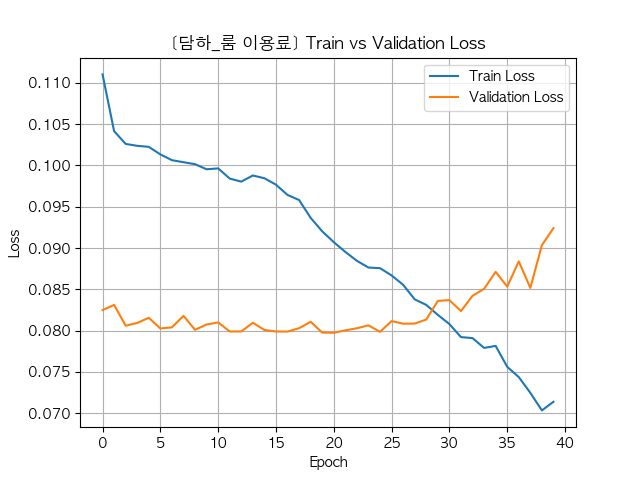 [담하_룸 이용료] Train vs Validation Loss
Train Loss
Validation Loss
Loss
0.110
0.105
0.100
0.095
0.090
0.085
0.080
0.075
0.070
0 5 10 15 20 25 30 35 40
Epoch